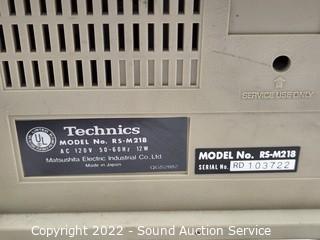 SERVICE USE ONLY
Technics
MODEL No. RS-M218
AC 120V 50-60Hz 12W
Matsushita Electric Industrial Co., Ltd.
Made in Japan
MODEL No. RS-M218
SERIAL No. RD 103722
Copyright © 2022 - Sound Auction Service